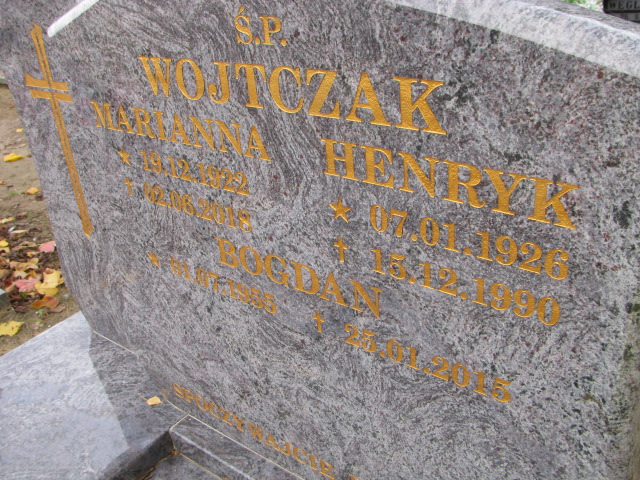 Ś.P.
WOJTCZAK
MARIANNA
★ 19.12.1922
† 02.06.2018
HENRYK
★ 07.01.1926
† 15.12.1990
BOGDAN
★ 01.07.1955 † 25.01.2015
SPOCZYWAJCIE